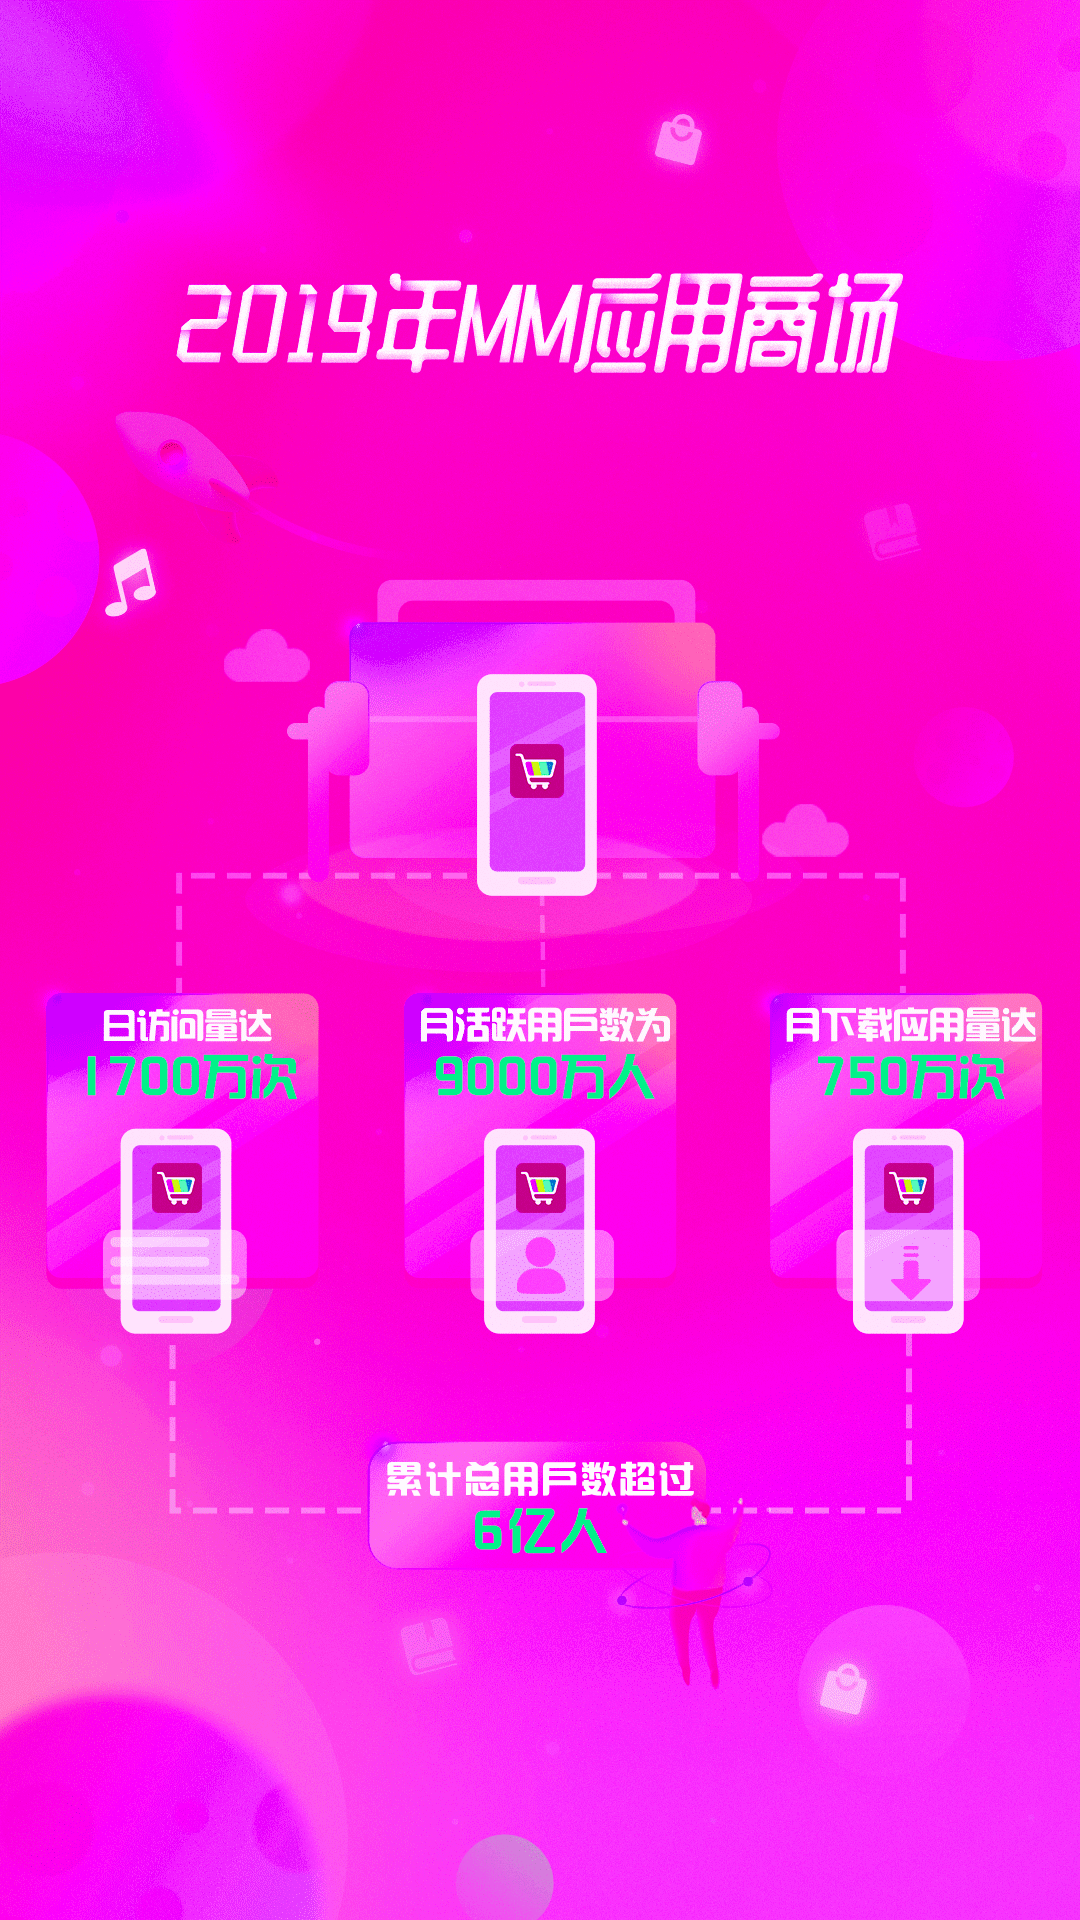 2019年MM应用商场
日访问量达
1700万次
月活跃用户数为
9000万人
月下载应用量达
750万次
累计总用户数超过
6亿人